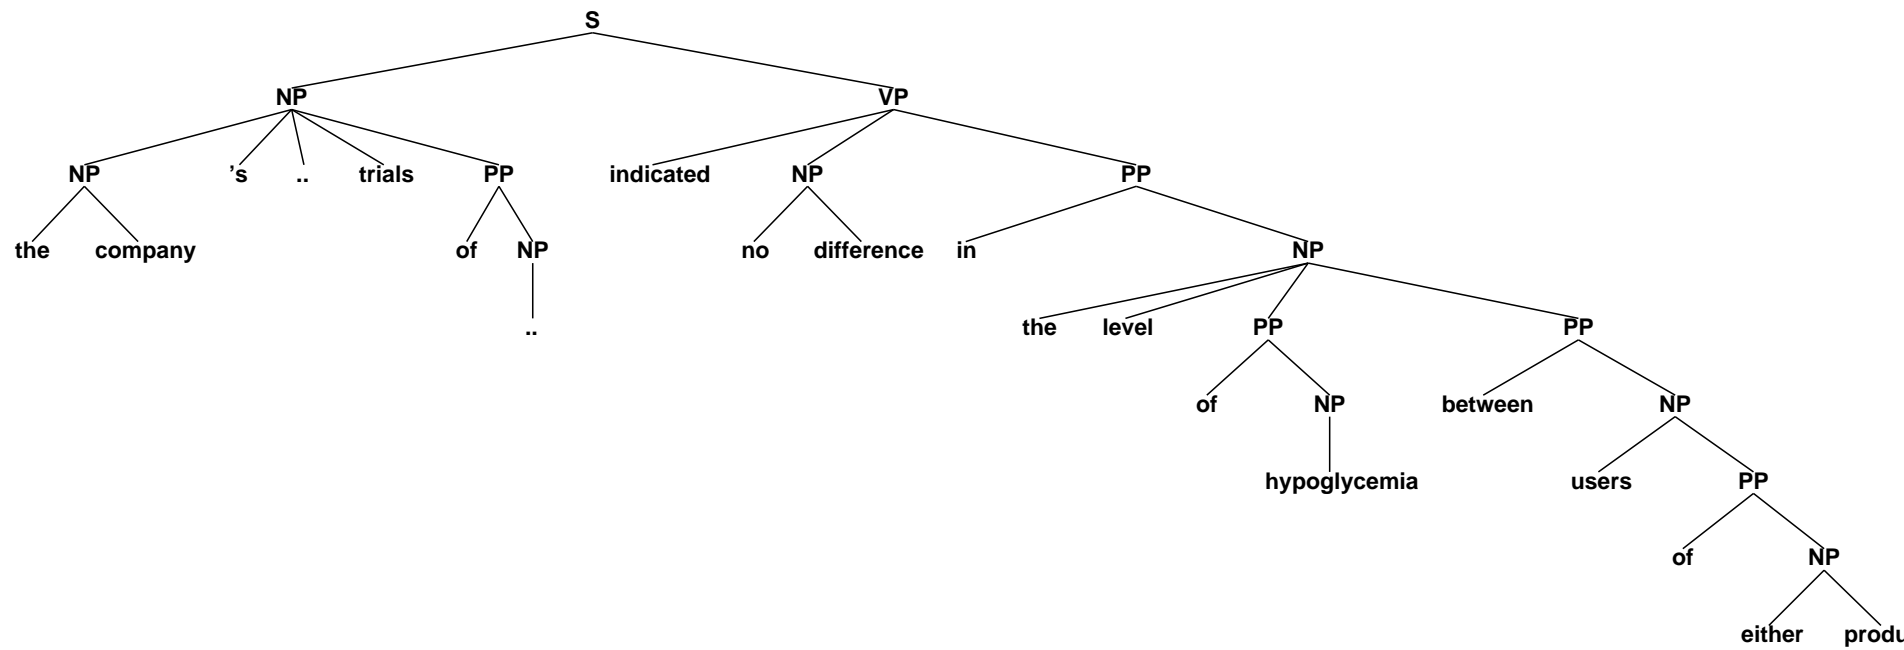 S
NP VP
NP 's .. trials PP indicated NP PP
the company of NP no difference in NP
.. the level PP PP
of NP between NP
hypoglycemia users PP
of NP
either produ